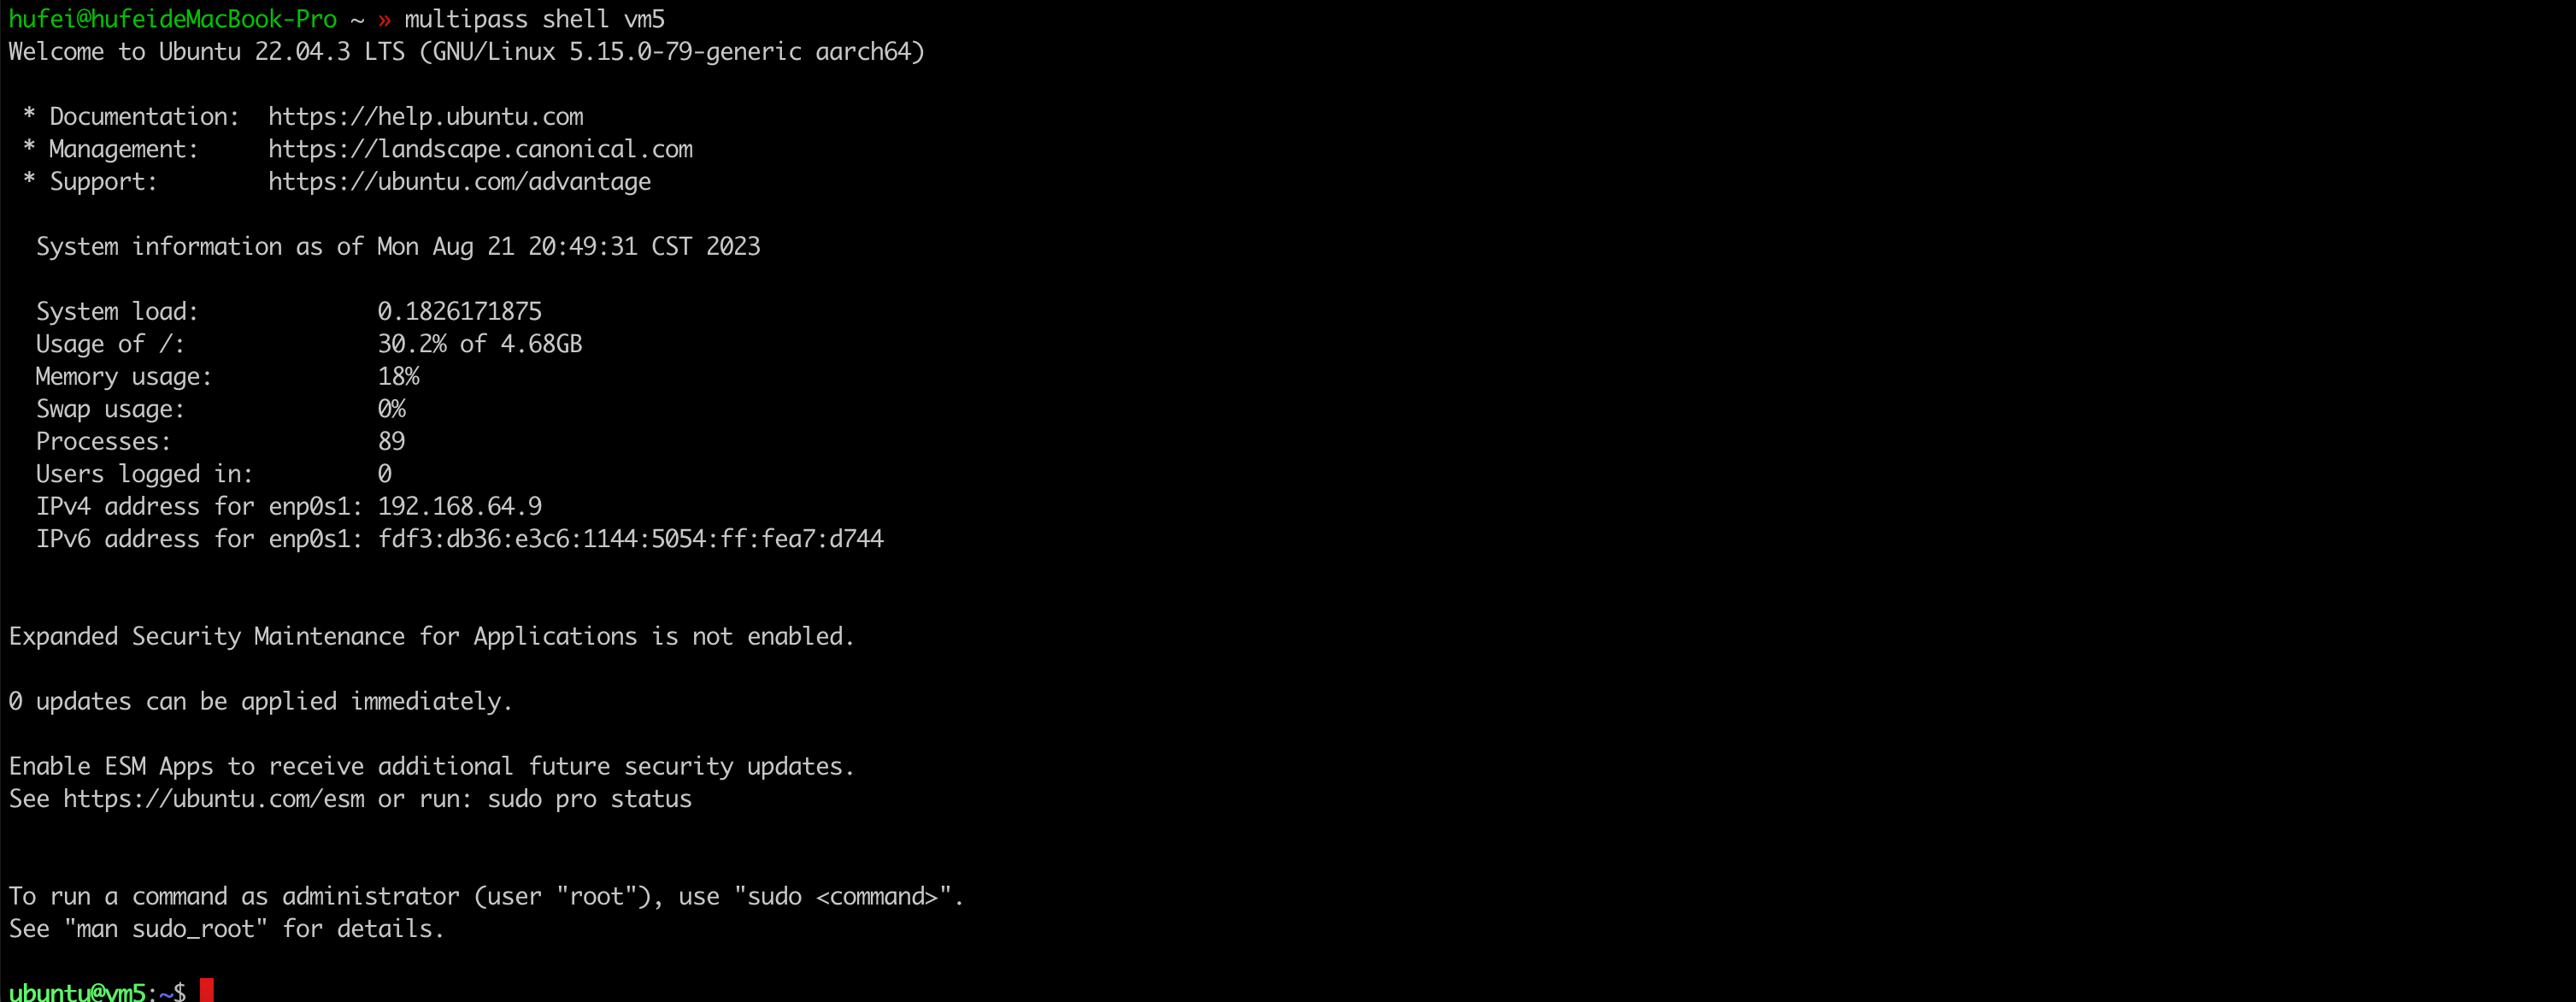 hufei@hufeideMacBook-Pro ~ » multipass shell vm5
Welcome to Ubuntu 22.04.3 LTS (GNU/Linux 5.15.0-79-generic aarch64)
* Documentation:  https://help.ubuntu.com
* Management:     https://landscape.canonical.com
* Support:        https://ubuntu.com/advantage
System information as of Mon Aug 21 20:49:31 CST 2023
System load:             0.1826171875
Usage of /:              30.2% of 4.68GB
Memory usage:            18%
Swap usage:              0%
Processes:               89
Users logged in:         0
IPv4 address for enp0s1: 192.168.64.9
IPv6 address for enp0s1: fdf3:db36:e3c6:1144:5054:ff:fea7:d744
Expanded Security Maintenance for Applications is not enabled.
0 updates can be applied immediately.
Enable ESM Apps to receive additional future security updates.
See https://ubuntu.com/esm or run: sudo pro status
To run a command as administrator (user "root"), use "sudo <command>".
See "man sudo_root" for details.
ubuntu@vm5:~$